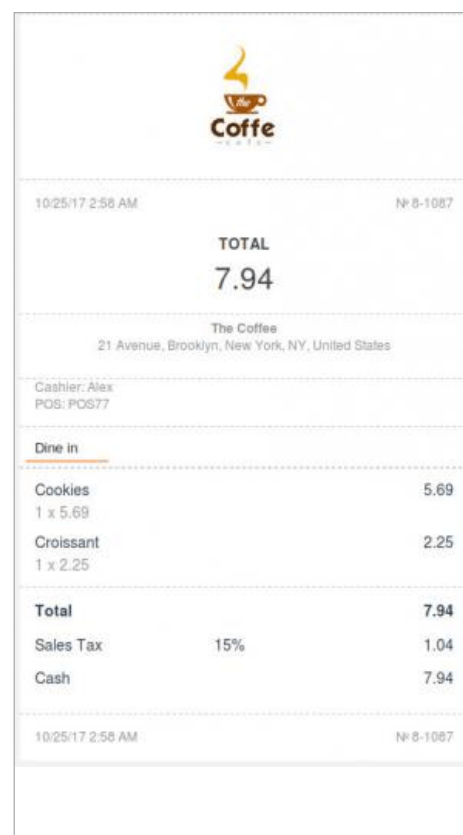 the
Coffe
cafe
10/25/17 2:58 AM № 8-1087
TOTAL
7.94
The Coffee
21 Avenue, Brooklyn, New York, NY, United States
Cashier: Alex
POS: POS77
Dine in
Cookies 5.69
1 x 5.69
Croissant 2.25
1 x 2.25
Total 7.94
Sales Tax 15% 1.04
Cash 7.94
10/25/17 2:58 AM № 8-1087